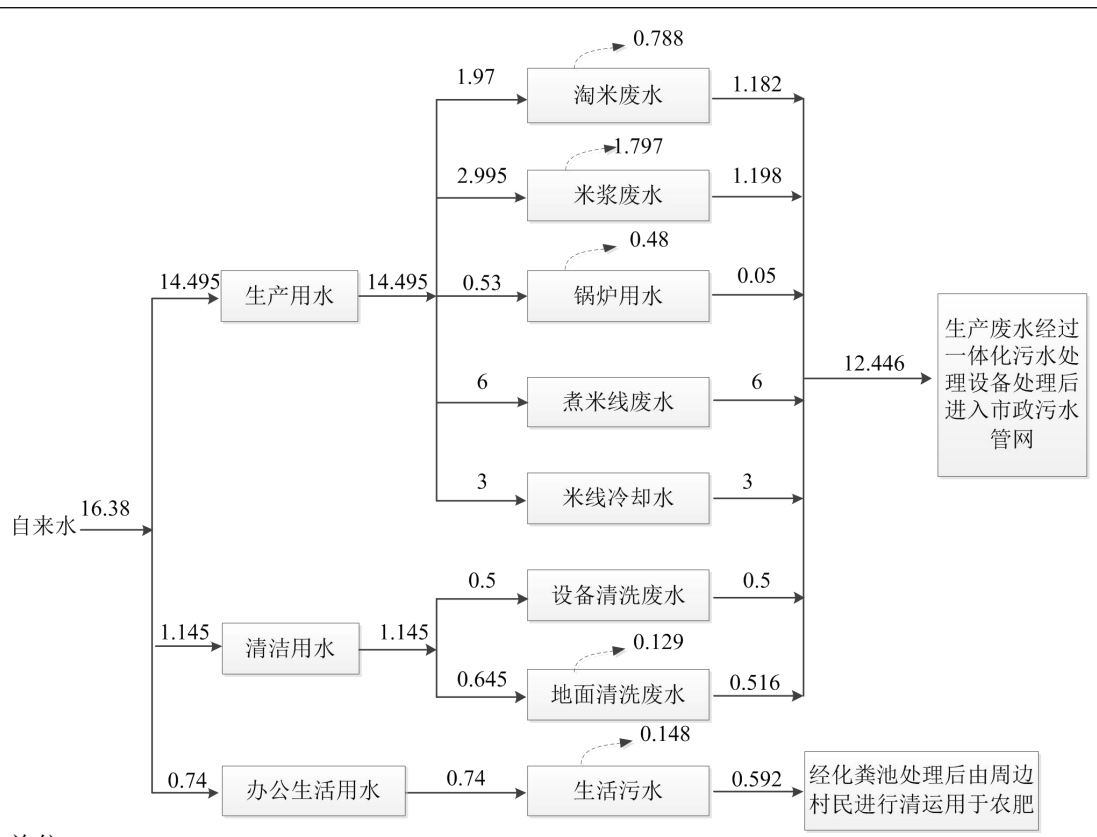 0.788
1.97
淘米废水
1.182
1.797
2.995
米浆废水
1.198
0.48
14.495
生产用水
14.495
0.53
锅炉用水
0.05
生产废水经过
一体化污水处
理设备处理后
进入市政污水
管网
12.446
6
煮米线废水
6
3
米线冷却水
3
自来水
16.38
0.5
设备清洗废水
0.5
1.145
清洁用水
1.145
0.129
0.645
地面清洗废水
0.516
0.148
0.74
办公生活用水
0.74
生活污水
0.592
经化粪池处理后由周边
村民进行清运用于农肥